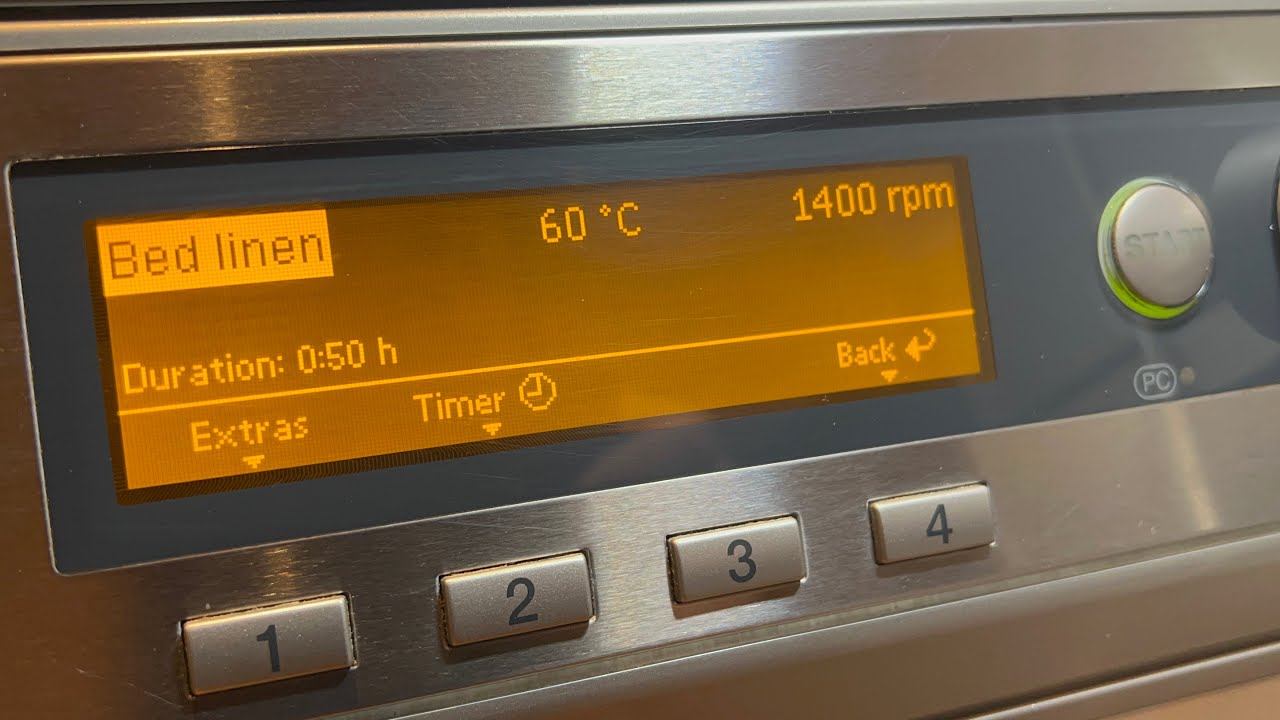 Bed linen 60 °C 1400 rpm
Duration: 0:50 h
Extras Timer Back
START
PC
1 2 3 4